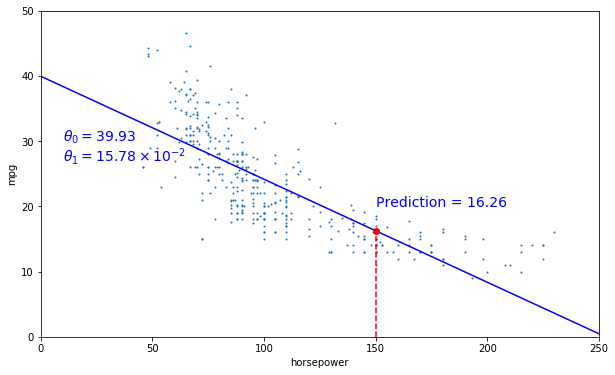 50
40
30
20
10
0
mpg
θ₀ = 39.93
θ₁ = 15.78 × 10⁻²
Prediction = 16.26
0 50 100 150 200 250
horsepower